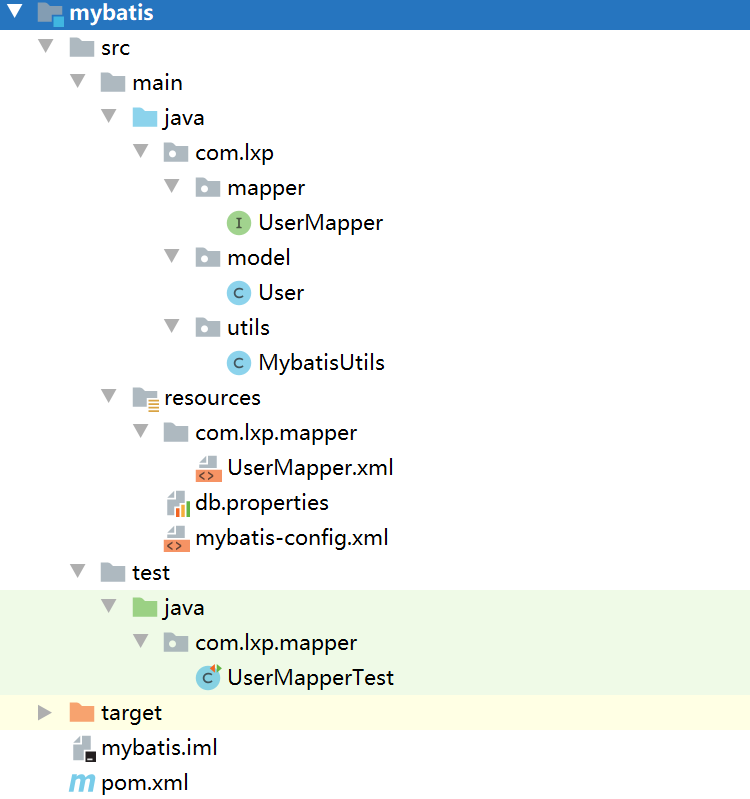 mybatis
src
main
java
com.lxp
mapper
I UserMapper
model
C User
utils
C MybatisUtils
resources
com.lxp.mapper
UserMapper.xml
db.properties
mybatis-config.xml
test
java
com.lxp.mapper
C UserMapperTest
target
mybatis.iml
m pom.xml